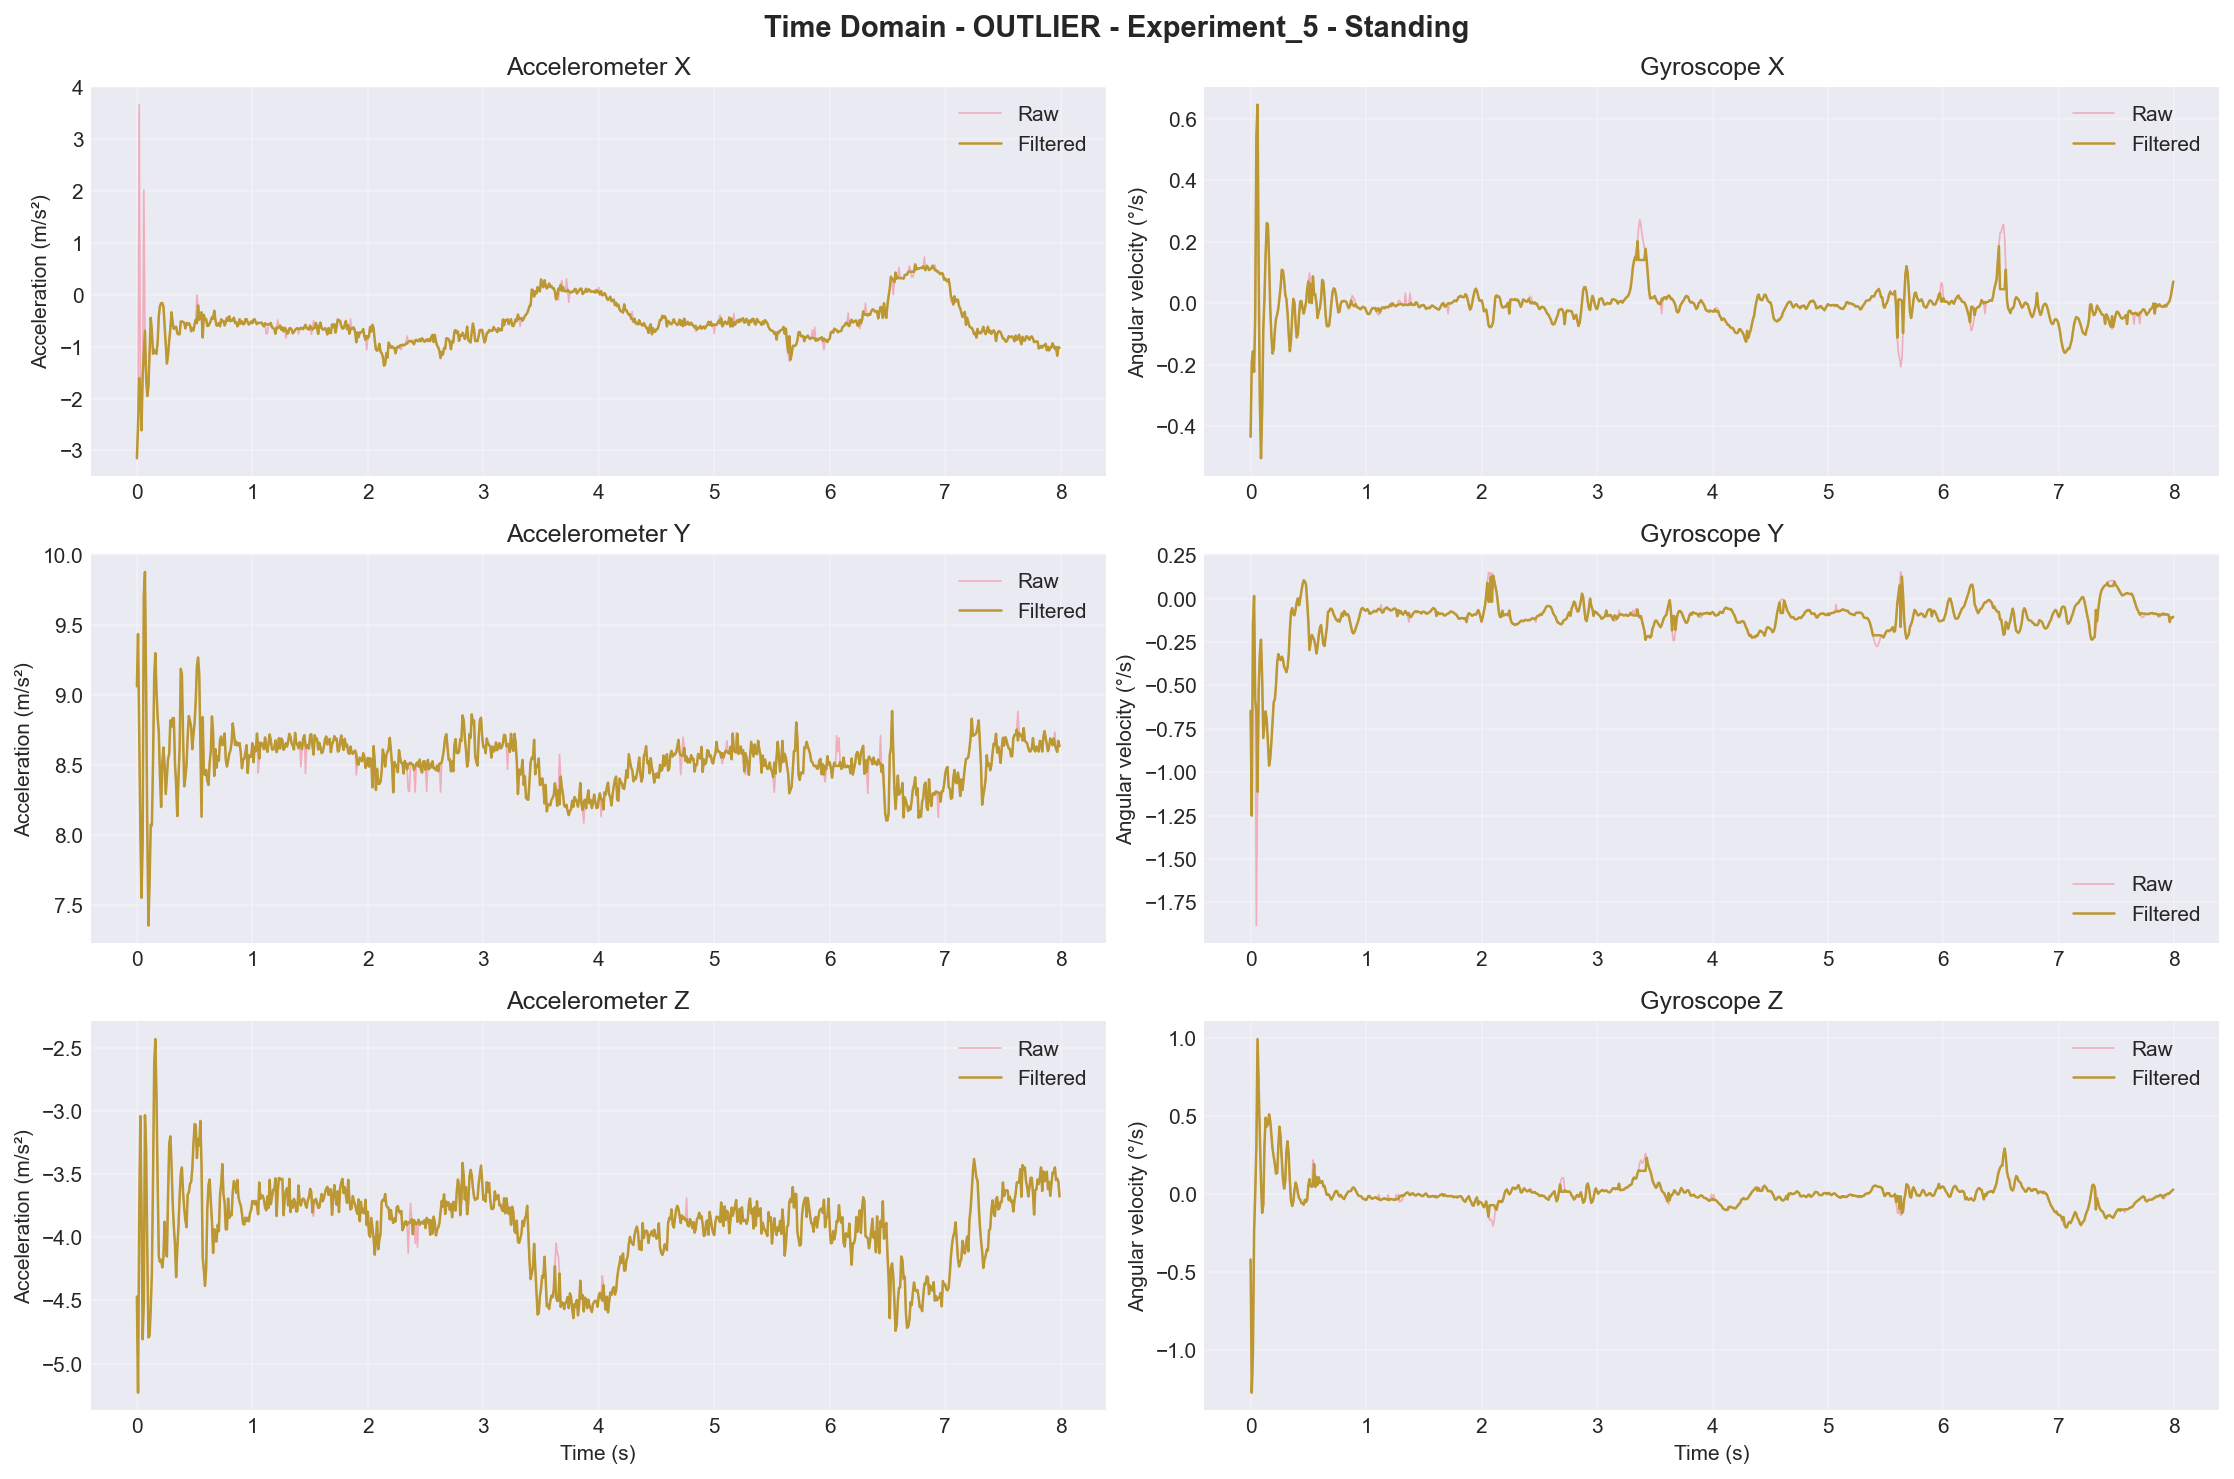 Time Domain - OUTLIER - Experiment_5 - Standing
Accelerometer X
Acceleration (m/s²)
4
3
2
1
0
−1
−2
−3
0 1 2 3 4 5 6 7 8
Raw
Filtered
Gyroscope X
Angular velocity (°/s)
0.6
0.4
0.2
0.0
−0.2
−0.4
0 1 2 3 4 5 6 7 8
Raw
Filtered
Accelerometer Y
Acceleration (m/s²)
10.0
9.5
9.0
8.5
8.0
7.5
0 1 2 3 4 5 6 7 8
Raw
Filtered
Gyroscope Y
Angular velocity (°/s)
0.25
0.00
−0.25
−0.50
−0.75
−1.00
−1.25
−1.50
−1.75
0 1 2 3 4 5 6 7 8
Raw
Filtered
Accelerometer Z
Acceleration (m/s²)
−2.5
−3.0
−3.5
−4.0
−4.5
−5.0
0 1 2 3 4 5 6 7 8
Time (s)
Raw
Filtered
Gyroscope Z
Angular velocity (°/s)
1.0
0.5
0.0
−0.5
−1.0
0 1 2 3 4 5 6 7 8
Time (s)
Raw
Filtered